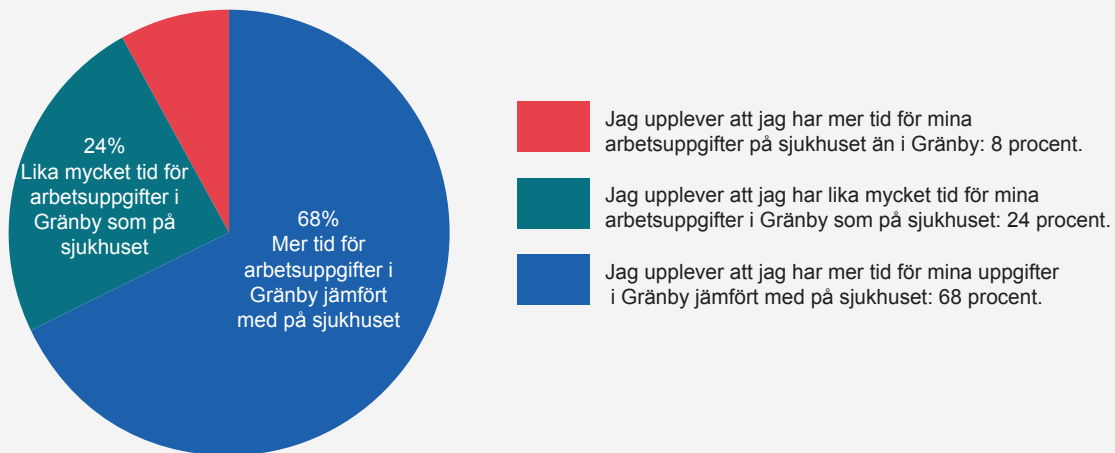 24%
Lika mycket tid för
arbetsuppgifter i
Gränby som på
sjukhuset
68%
Mer tid för
arbetsuppgifter i
Gränby jämfört
med på sjukhuset
Jag upplever att jag har mer tid för mina
arbetsuppgifter på sjukhuset än i Gränby: 8 procent.
Jag upplever att jag har lika mycket tid för mina
arbetsuppgifter i Gränby som på sjukhuset: 24 procent.
Jag upplever att jag har mer tid för mina uppgifter
i Gränby jämfört med på sjukhuset: 68 procent.